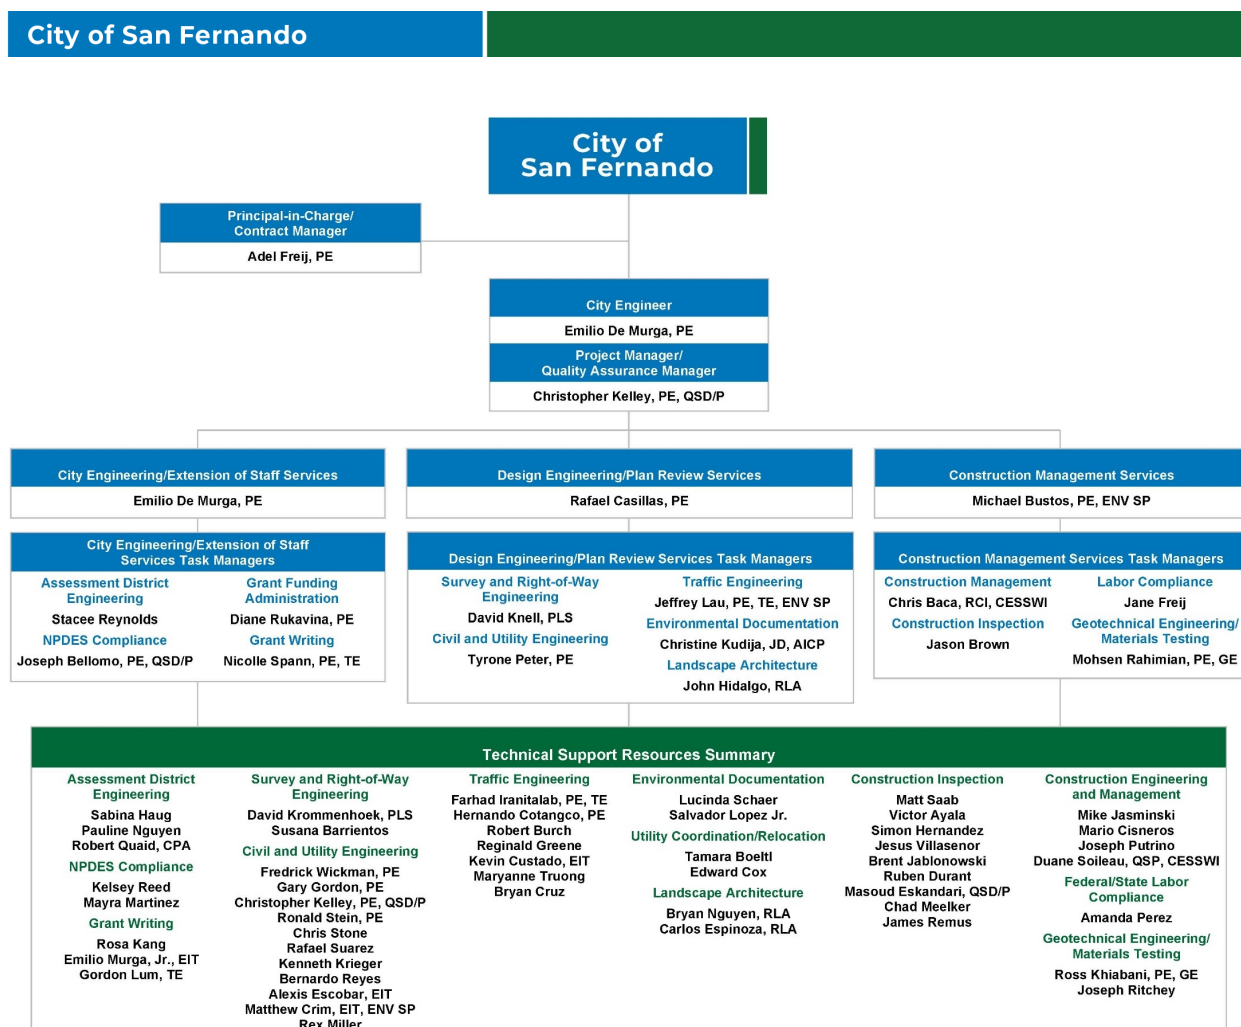 City of San Fernando
City of
San Fernando
Principal-in-Charge/
Contract Manager
Adel Freij, PE
City Engineer
Emilio De Murga, PE
Project Manager/
Quality Assurance Manager
Christopher Kelley, PE, QSD/P
City Engineering/Extension of Staff Services
Emilio De Murga, PE
Design Engineering/Plan Review Services
Rafael Casillas, PE
Construction Management Services
Michael Bustos, PE, ENV SP
City Engineering/Extension of Staff
Services Task Managers
Assessment District
Engineering
Stacee Reynolds
NPDES Compliance
Joseph Bellomo, PE, QSD/P
Grant Funding
Administration
Diane Rukavina, PE
Grant Writing
Nicolle Spann, PE, TE
Design Engineering/Plan Review Services Task Managers
Survey and Right-of-Way
Engineering
David Knell, PLS
Civil and Utility Engineering
Tyrone Peter, PE
Traffic Engineering
Jeffrey Lau, PE, TE, ENV SP
Environmental Documentation
Christine Kudija, JD, AICP
Landscape Architecture
John Hidalgo, RLA
Construction Management Services Task Managers
Construction Management
Chris Baca, RCI, CESSWI
Construction Inspection
Jason Brown
Labor Compliance
Jane Freij
Geotechnical Engineering/
Materials Testing
Mohsen Rahimian, PE, GE
Technical Support Resources Summary
Assessment District
Engineering
Sabina Haug
Pauline Nguyen
Robert Quaid, CPA
NPDES Compliance
Kelsey Reed
Mayra Martinez
Grant Writing
Rosa Kang
Emilio Murga, Jr., EIT
Gordon Lum, TE
Survey and Right-of-Way
Engineering
David Krommenhoek, PLS
Susana Barrientos
Civil and Utility Engineering
Fredrick Wickman, PE
Gary Gordon, PE
Christopher Kelley, PE, QSD/P
Ronald Stein, PE
Chris Stone
Rafael Suarez
Kenneth Krieger
Bernardo Reyes
Alexis Escobar, EIT
Matthew Crim, EIT, ENV SP
Rex Miller
Traffic Engineering
Farhad Iranitalab, PE, TE
Hernando Cotangco, PE
Robert Burch
Reginald Greene
Kevin Custado, EIT
Maryanne Truong
Bryan Cruz
Environmental Documentation
Lucinda Schaer
Salvador Lopez Jr.
Utility Coordination/Relocation
Tamara Boeltl
Edward Cox
Landscape Architecture
Bryan Nguyen, RLA
Carlos Espinoza, RLA
Construction Inspection
Matt Saab
Victor Ayala
Simon Hernandez
Jesus Villasenor
Brent Jablonowski
Ruben Durant
Masoud Eskandari, QSD/P
Chad Meelker
James Remus
Construction Engineering
and Management
Mike Jasminski
Mario Cisneros
Joseph Putrino
Duane Soileau, QSP, CESSWI
Federal/State Labor
Compliance
Amanda Perez
Geotechnical Engineering/
Materials Testing
Ross Khiabani, PE, GE
Joseph Ritchey